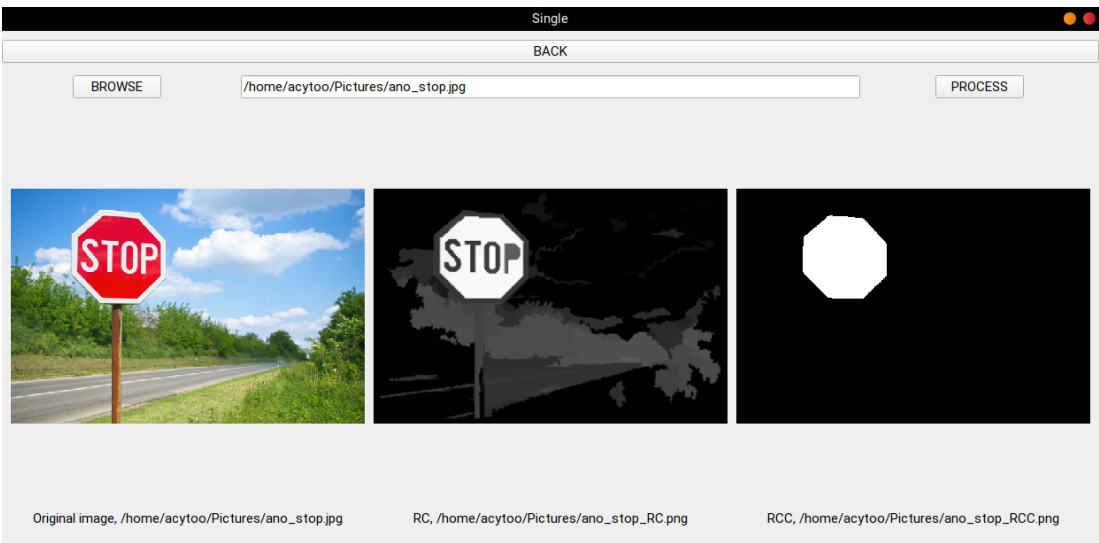 Single
BACK
BROWSE
/home/acytoo/Pictures/ano_stop.jpg
PROCESS
STOP
STOP
Original image, /home/acytoo/Pictures/ano_stop.jpg
RC, /home/acytoo/Pictures/ano_stop_RC.png
RCC, /home/acytoo/Pictures/ano_stop_RCC.png